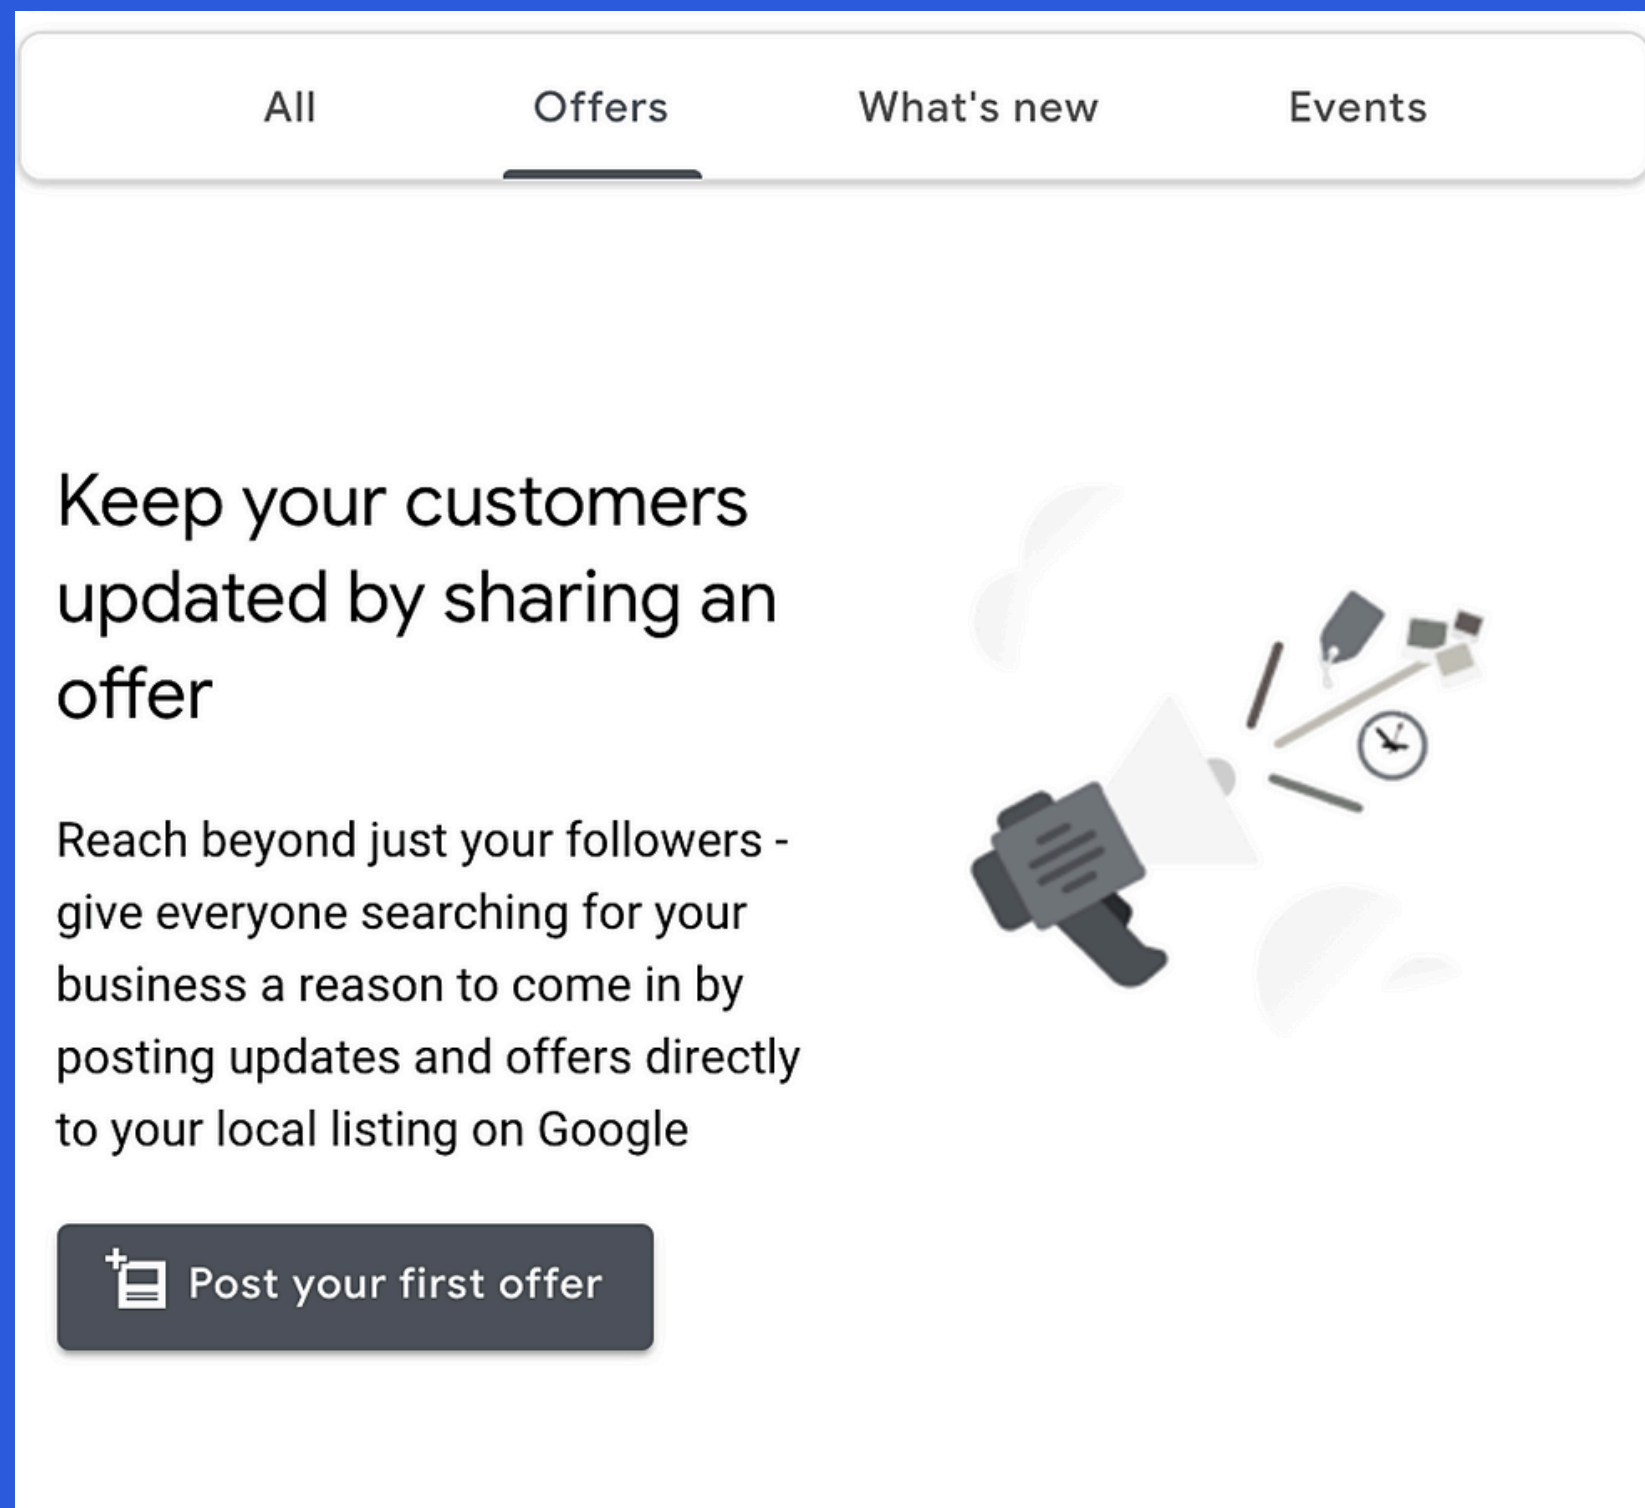 All Offers What's new Events
Keep your customers
updated by sharing an
offer
Reach beyond just your followers -
give everyone searching for your
business a reason to come in by
posting updates and offers directly
to your local listing on Google
Post your first offer